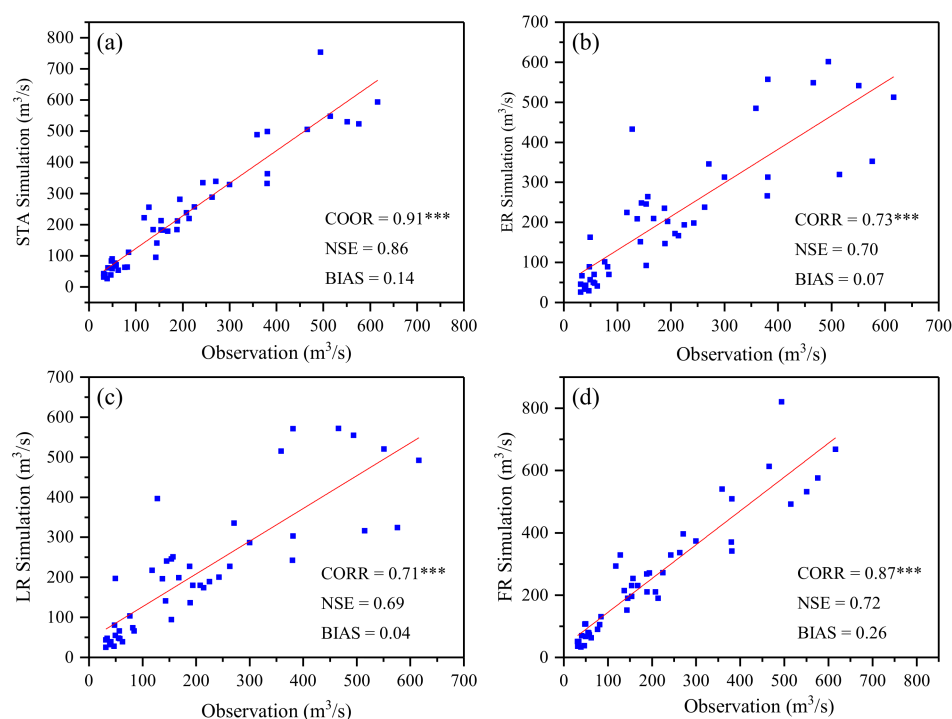 (a)
STA Simulation (m³/s)
800
700
600
500
400
300
200
100
0
COOR = 0.91***
NSE = 0.86
BIAS = 0.14
0 100 200 300 400 500 600 700 800
Observation (m³/s)
(b)
ER Simulation (m³/s)
700
600
500
400
300
200
100
0
CORR = 0.73***
NSE = 0.70
BIAS = 0.07
0 100 200 300 400 500 600 700
Observation (m³/s)
(c)
LR Simulation (m³/s)
700
600
500
400
300
200
100
0
CORR = 0.71***
NSE = 0.69
BIAS = 0.04
0 100 200 300 400 500 600 700
Observation (m³/s)
(d)
FR Simulation (m³/s)
800
600
400
200
0
CORR = 0.87***
NSE = 0.72
BIAS = 0.26
0 100 200 300 400 500 600 700 800
Observation (m³/s)